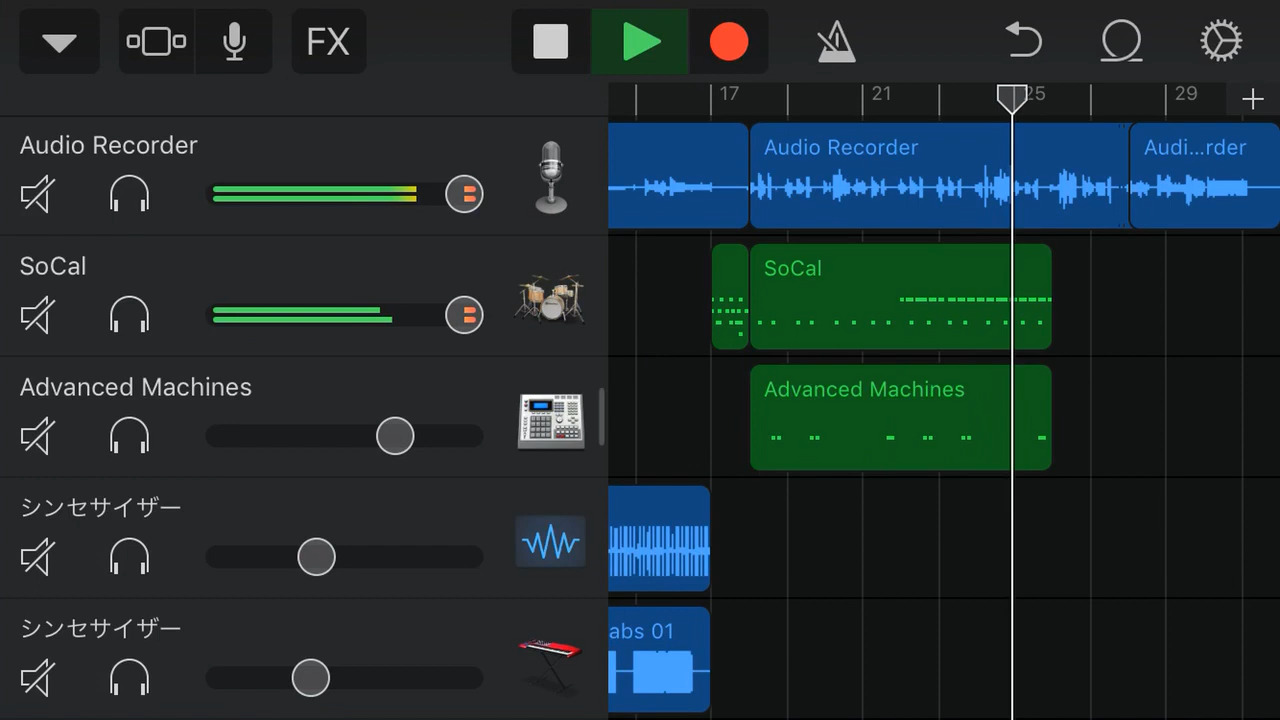 FX
17
21
25
29
Audio Recorder
Audio Recorder
Audi...rder
SoCal
SoCal
Advanced Machines
Advanced Machines
シンセサイザー
シンセサイザー
abs 01